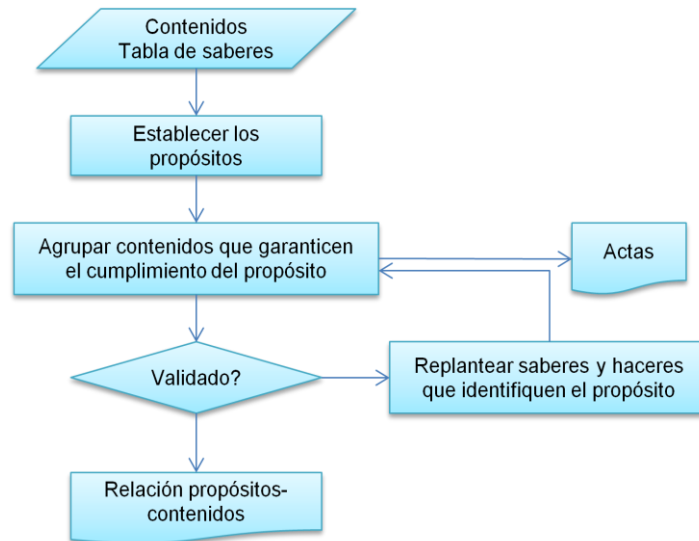 Contenidos
Tabla de saberes
Establecer los
propósitos
Agrupar contenidos que garanticen
el cumplimiento del propósito
Actas
Validado?
Replantear saberes y haceres
que identifiquen el propósito
Relación propósitos-
contenidos